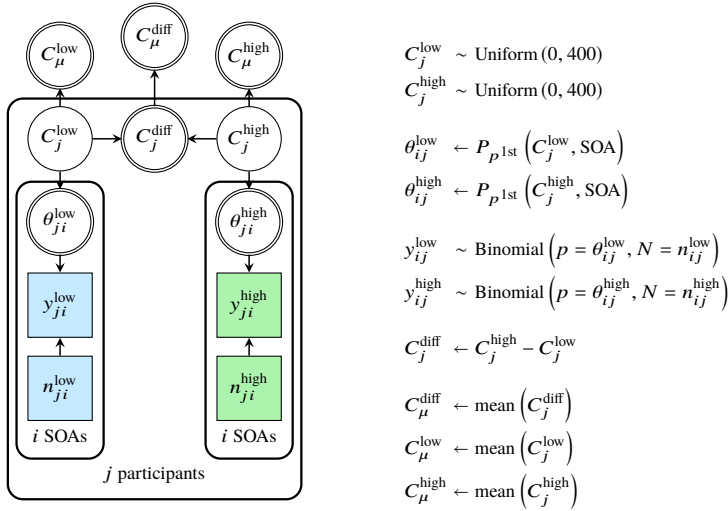 C_μ^low C_μ^diff C_μ^high
C_j^low C_j^diff C_j^high
θ_ji^low θ_ji^high
y_ji^low y_ji^high
n_ji^low n_ji^high
i SOAs i SOAs
j participants
C_j^low ∼ Uniform (0, 400)
C_j^high ∼ Uniform (0, 400)
θ_ij^low ← P_p^1st (C_j^low, SOA)
θ_ij^high ← P_p^1st (C_j^high, SOA)
y_ij^low ∼ Binomial (p = θ_ij^low, N = n_ij^low)
y_ij^high ∼ Binomial (p = θ_ij^high, N = n_ij^high)
C_j^diff ← C_j^high − C_j^low
C_μ^diff ← mean (C_j^diff)
C_μ^low ← mean (C_j^low)
C_μ^high ← mean (C_j^high)